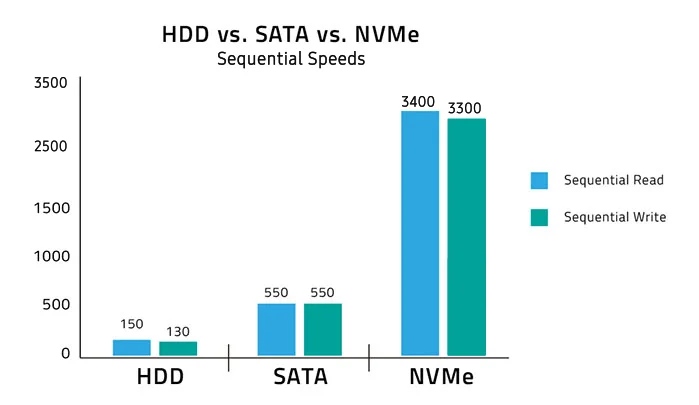 HDD vs. SATA vs. NVMe
Sequential Speeds
3500
2500
1500
1000
500
0
150
130
550
550
3400
3300
HDD
SATA
NVMe
Sequential Read
Sequential Write